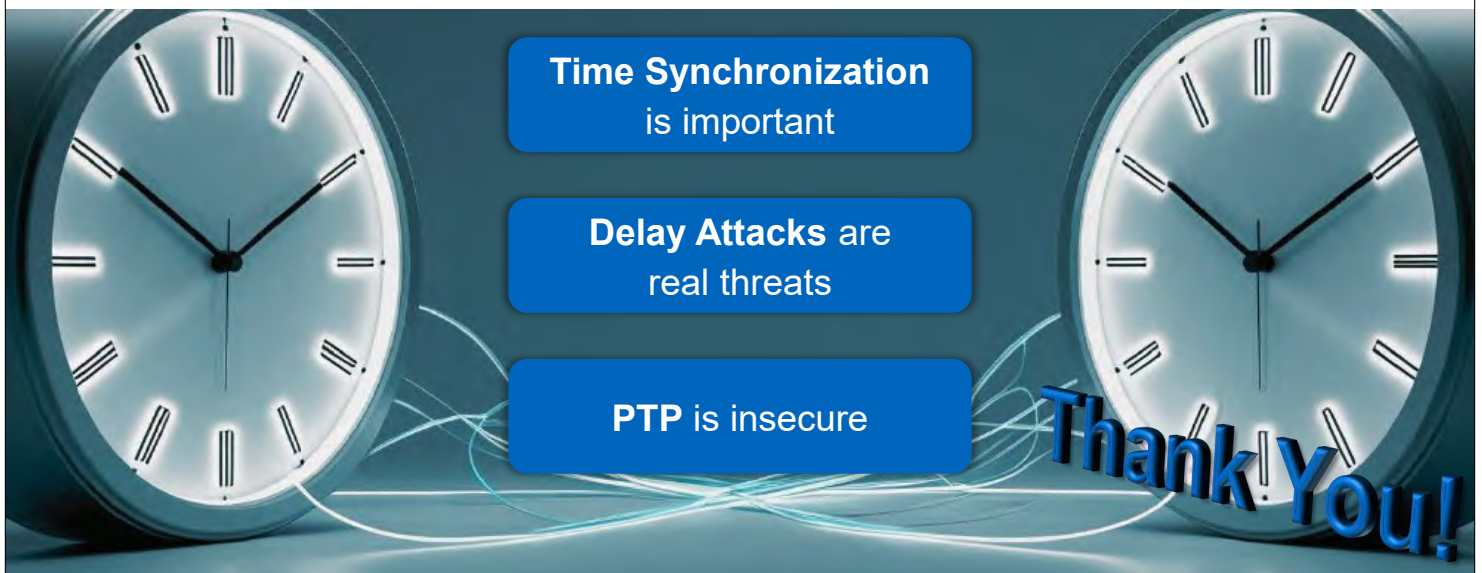 Time Synchronization
is important
Delay Attacks are
real threats
PTP is insecure
Thank You!